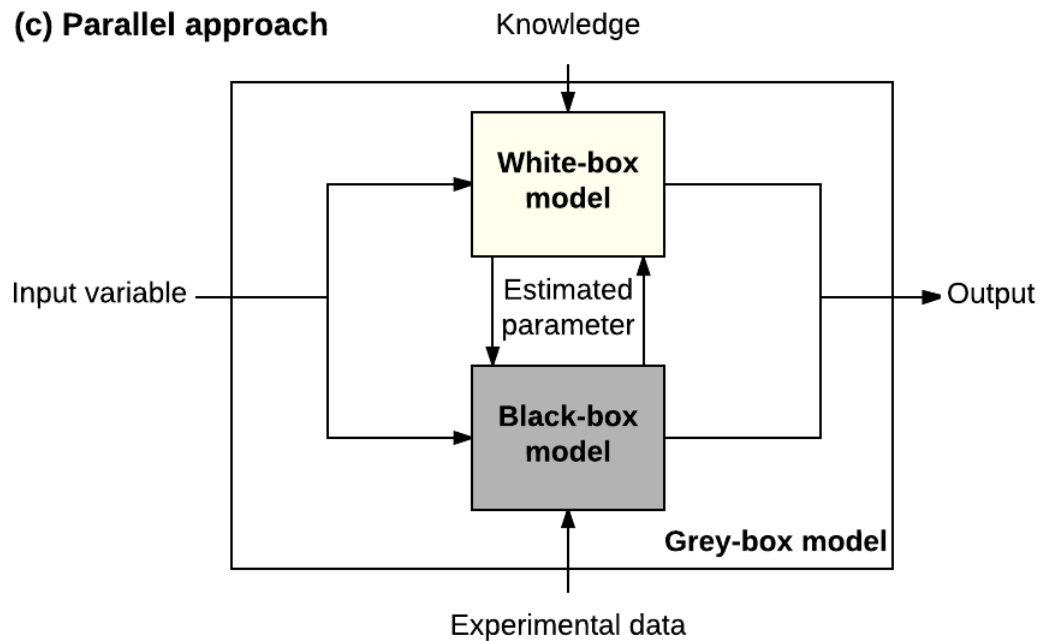 (c) Parallel approach
Knowledge
White-box
model
Input variable
Estimated
parameter
Output
Black-box
model
Grey-box model
Experimental data